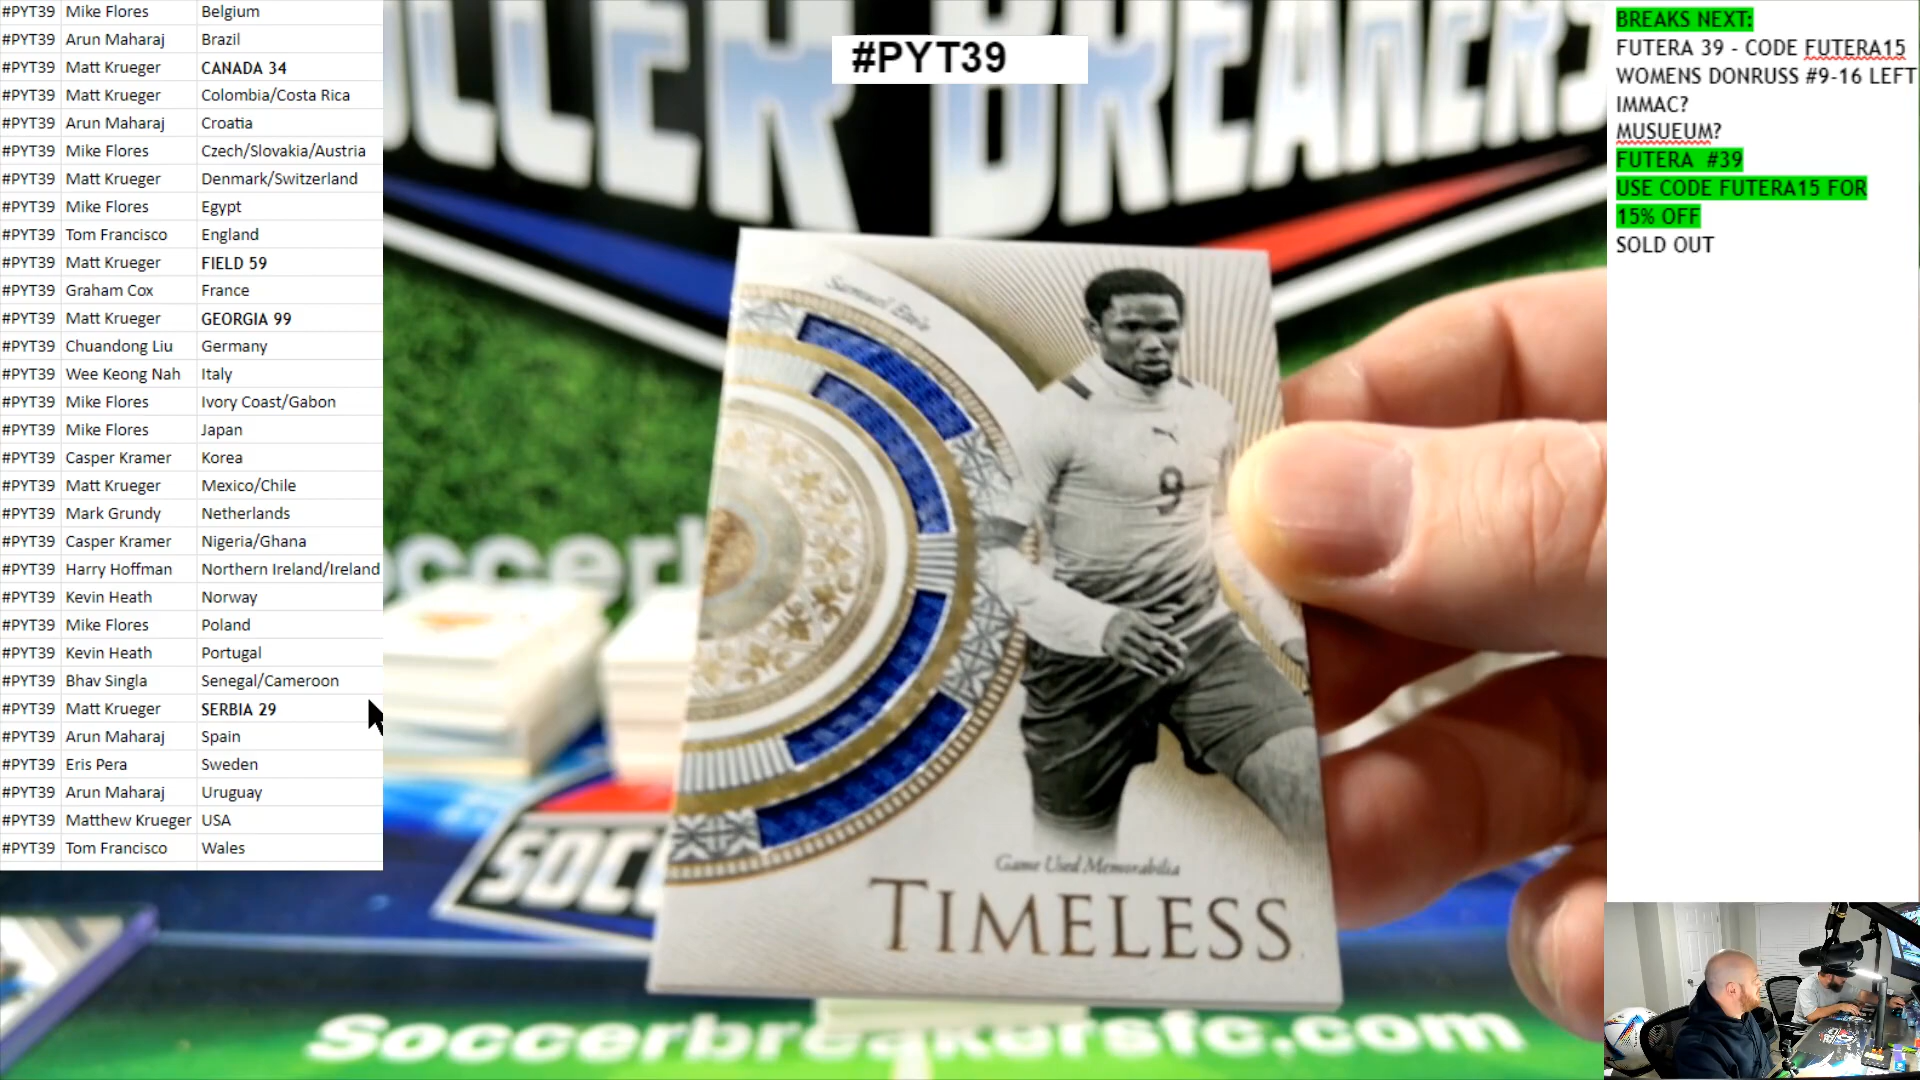 #PYT39 Mike Flores Belgium
#PYT39 Arun Maharaj Brazil
#PYT39 Matt Krueger CANADA 34
#PYT39 Matt Krueger Colombia/Costa Rica
#PYT39 Arun Maharaj Croatia
#PYT39 Mike Flores Czech/Slovakia/Austria
#PYT39 Matt Krueger Denmark/Switzerland
#PYT39 Mike Flores Egypt
#PYT39 Tom Francisco England
#PYT39 Matt Krueger FIELD 59
#PYT39 Graham Cox France
#PYT39 Matt Krueger GEORGIA 99
#PYT39 Chuandong Liu Germany
#PYT39 Wee Keong Nah Italy
#PYT39 Mike Flores Ivory Coast/Gabon
#PYT39 Mike Flores Japan
#PYT39 Casper Kramer Korea
#PYT39 Matt Krueger Mexico/Chile
#PYT39 Mark Grundy Netherlands
#PYT39 Casper Kramer Nigeria/Ghana
#PYT39 Harry Hoffman Northern Ireland/Ireland
#PYT39 Kevin Heath Norway
#PYT39 Mike Flores Poland
#PYT39 Kevin Heath Portugal
#PYT39 Bhav Singla Senegal/Cameroon
#PYT39 Matt Krueger SERBIA 29
#PYT39 Arun Maharaj Spain
#PYT39 Eris Pera Sweden
#PYT39 Arun Maharaj Uruguay
#PYT39 Matthew Krueger USA
#PYT39 Tom Francisco Wales
#PYT39
OCCER BREAKERS
Samuel Eto'o
9
Game Used Memorabilia
TIMELESS
SOCC
Soccerbreakersfc.com
BREAKS NEXT:
FUTERA 39 - CODE FUTERA15
WOMENS DONRUSS #9-16 LEFT
IMMAC?
MUSUEUM?
FUTERA #39
USE CODE FUTERA15 FOR
15% OFF
SOLD OUT